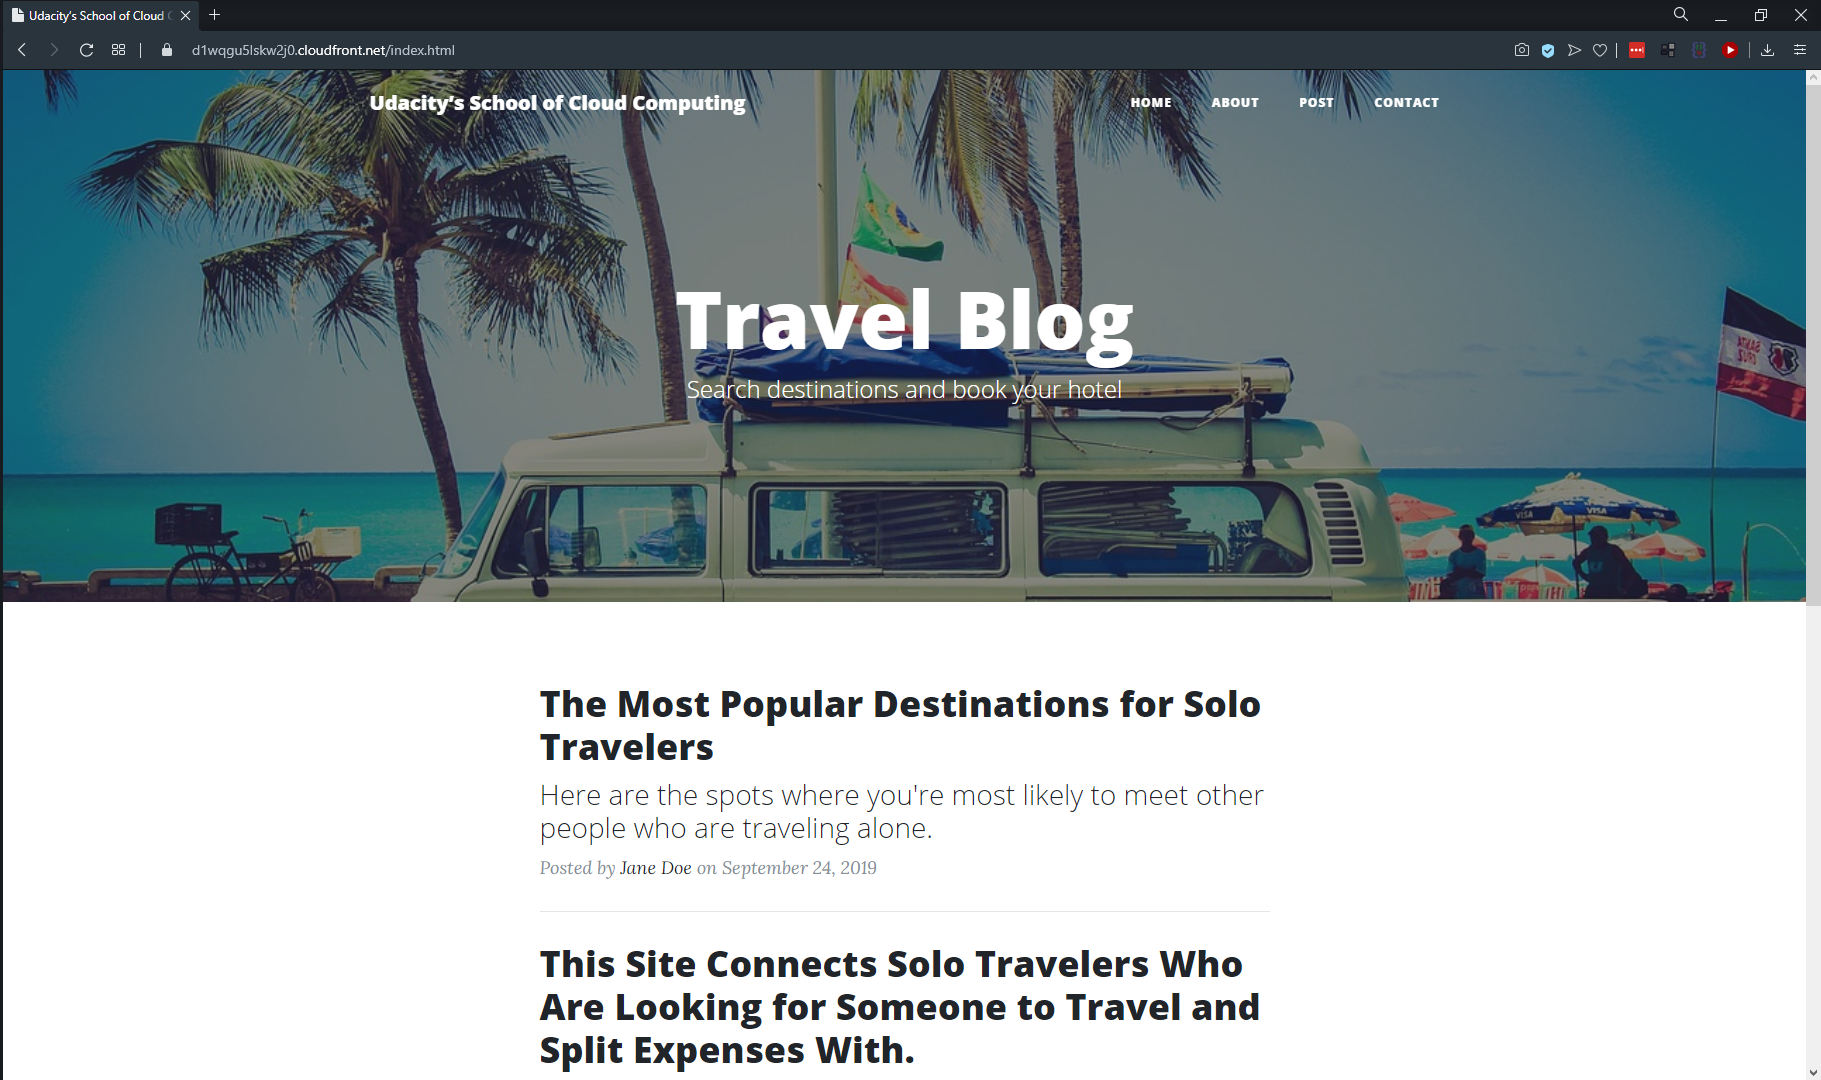 Udacity's School of Cloud C
d1wqgu5lskw2j0.cloudfront.net/index.html
Udacity's School of Cloud Computing
HOME ABOUT POST CONTACT
Travel Blog
Search destinations and book your hotel
VISA
VISA
The Most Popular Destinations for Solo
Travelers
Here are the spots where you're most likely to meet other
people who are traveling alone.
Posted by Jane Doe on September 24, 2019
This Site Connects Solo Travelers Who
Are Looking for Someone to Travel and
Split Expenses With.